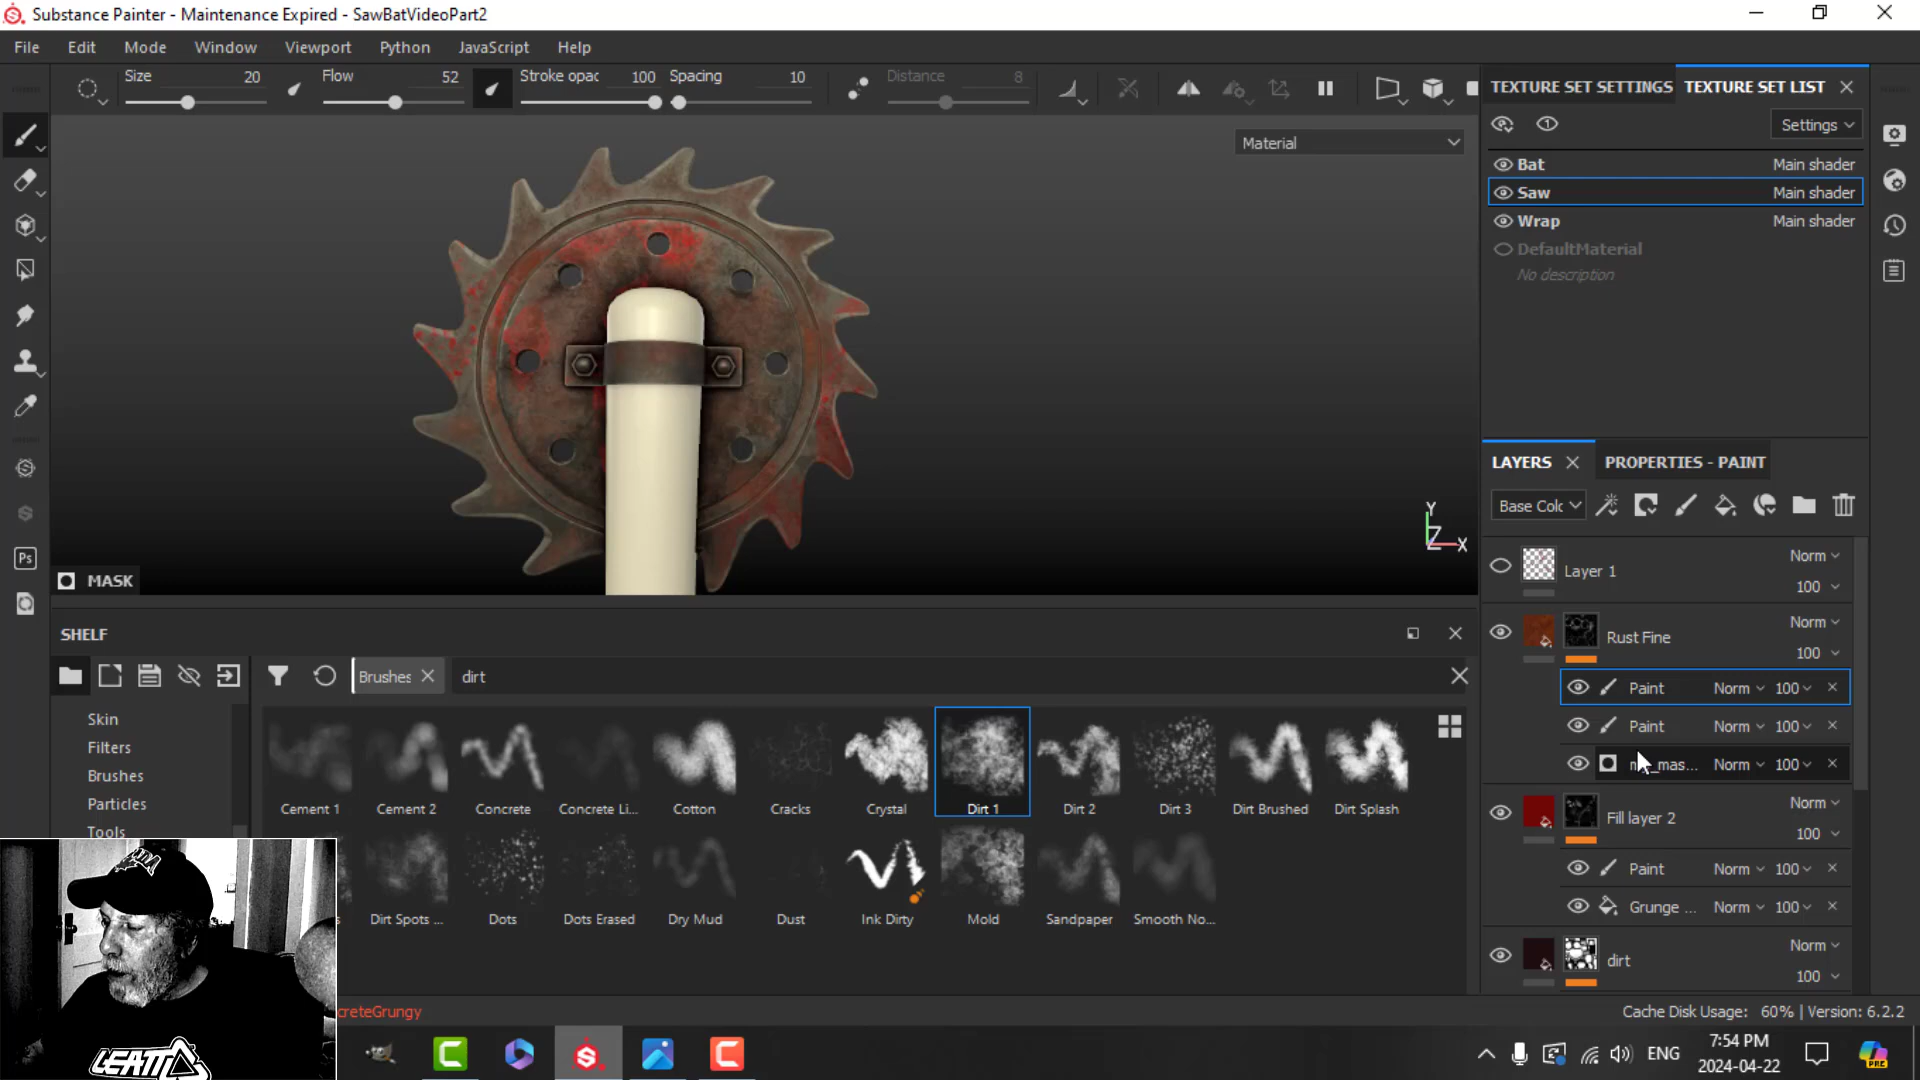 Substance Painter - Maintenance Expired - SawBatVideoPart2
File Edit Mode Window Viewport Python JavaScript Help
Size 20 Flow 52 Stroke opac 100 Spacing 10 Distance 8
TEXTURE SET SETTINGS TEXTURE SET LIST
Settings
Material
Bat Main shader
Saw Main shader
Wrap Main shader
DefaultMaterial
No description
LAYERS PROPERTIES - PAINT
Base Colc
Norm
Layer 1
100
Norm
Rust Fine
100
Paint Norm 100
Paint Norm 100
Norm 100
Norm
Fill layer 2
100
Paint Norm 100
Grunge ... Norm 100
Norm
dirt
100
Y
Z X
MASK
SHELF
Brushes dirt
Skin
Filters
Brushes
Particles
Tools
Cement 1 Cement 2 Concrete Concrete Li... Cotton Cracks Crystal Dirt 1 Dirt 2 Dirt 3 Dirt Brushed Dirt Splash
Dirt Spots ... Dots Dots Erased Dry Mud Dust Ink Dirty Mold Sandpaper Smooth No...
creteGrungy
Cache Disk Usage: 60% | Version: 6.2.2
LEATT
ENG
7:54 PM
2024-04-22
Ps
PRE